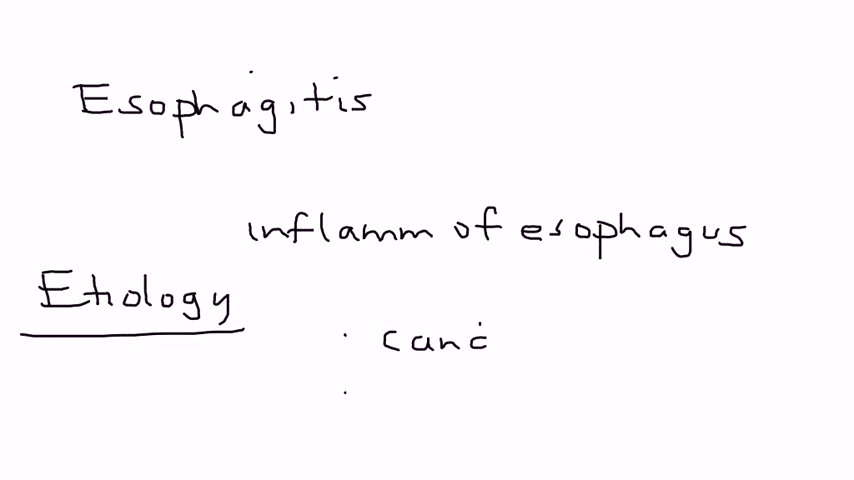 Esophagitis
inflamm of esophagus
Etiology
· canc
·